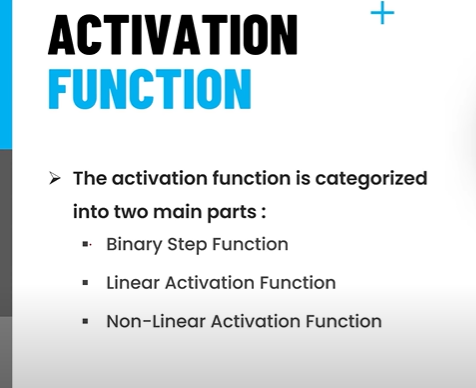 ACTIVATION
FUNCTION
➢ The activation function is categorized
into two main parts :
▪ Binary Step Function
▪ Linear Activation Function
▪ Non-Linear Activation Function